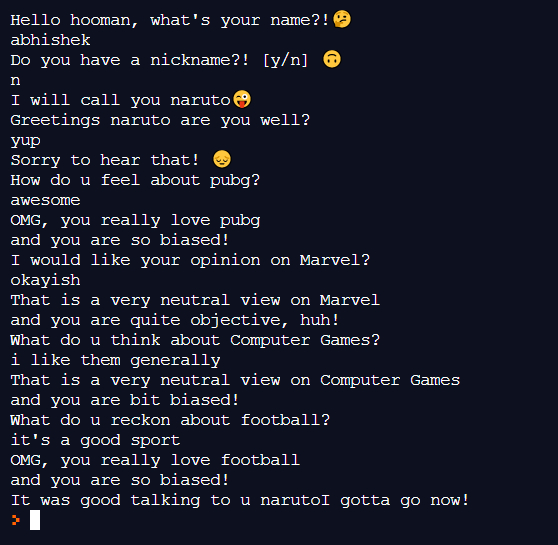 Hello hooman, what's your name?!🤔
abhishek
Do you have a nickname?! [y/n] 🙃
n
I will call you naruto😜
Greetings naruto are you well?
yup
Sorry to hear that! 😞
How do u feel about pubg?
awesome
OMG, you really love pubg
and you are so biased!
I would like your opinion on Marvel?
okayish
That is a very neutral view on Marvel
and you are quite objective, huh!
What do u think about Computer Games?
i like them generally
That is a very neutral view on Computer Games
and you are bit biased!
What do u reckon about football?
it's a good sport
OMG, you really love football
and you are so biased!
It was good talking to u narutoI gotta go now!
>